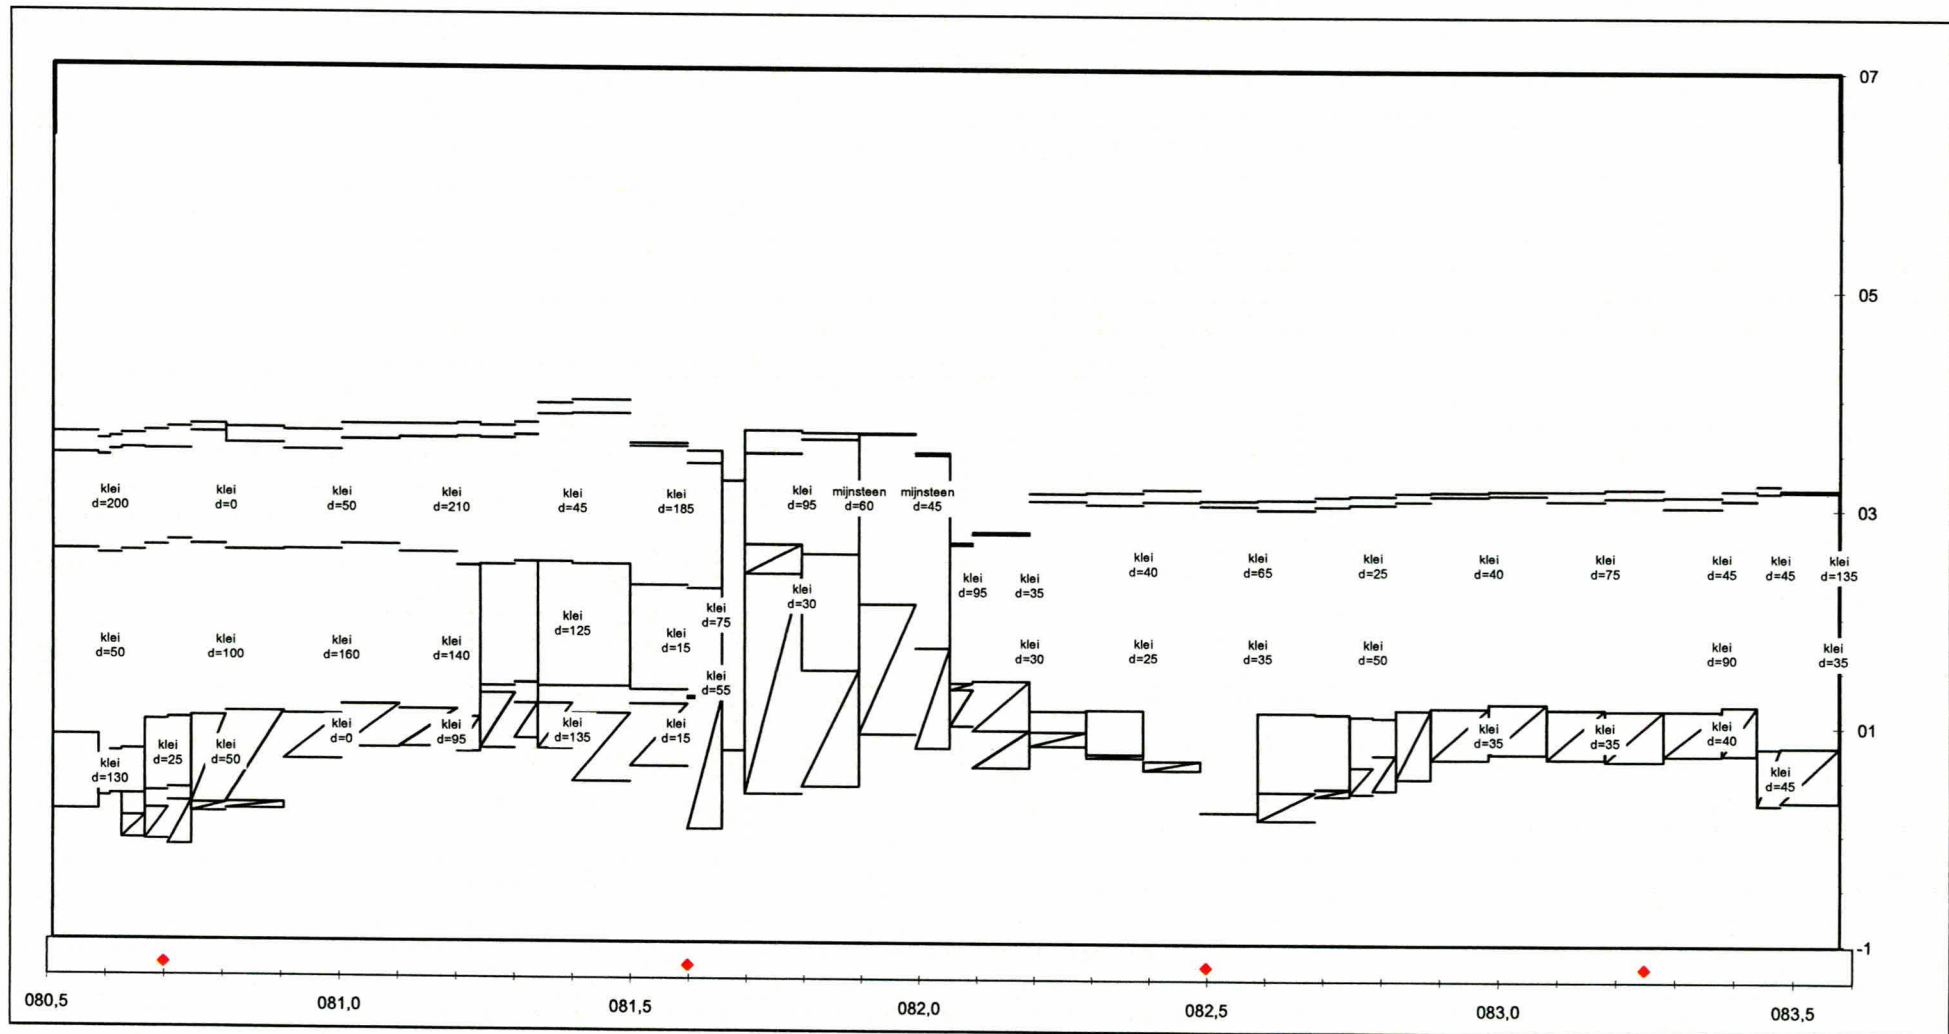 07
05
03
01
-1
klei
d=200
klei
d=0
klei
d=50
klei
d=210
klei
d=45
klei
d=185
klei
d=95
mijnsteen
d=60
mijnsteen
d=45
klei
d=40
klei
d=65
klei
d=25
klei
d=40
klei
d=75
klei
d=45
klei
d=45
klei
d=135
klei
d=95
klei
d=35
klei
d=30
klei
d=75
klei
d=125
klei
d=15
klei
d=50
klei
d=100
klei
d=160
klei
d=140
klei
d=30
klei
d=25
klei
d=35
klei
d=50
klei
d=90
klei
d=35
klei
d=55
klei
d=130
klei
d=25
klei
d=50
klei
d=0
klei
d=95
klei
d=135
klei
d=15
klei
d=35
klei
d=35
klei
d=40
klei
d=45
080,5
081,0
081,5
082,0
082,5
083,0
083,5